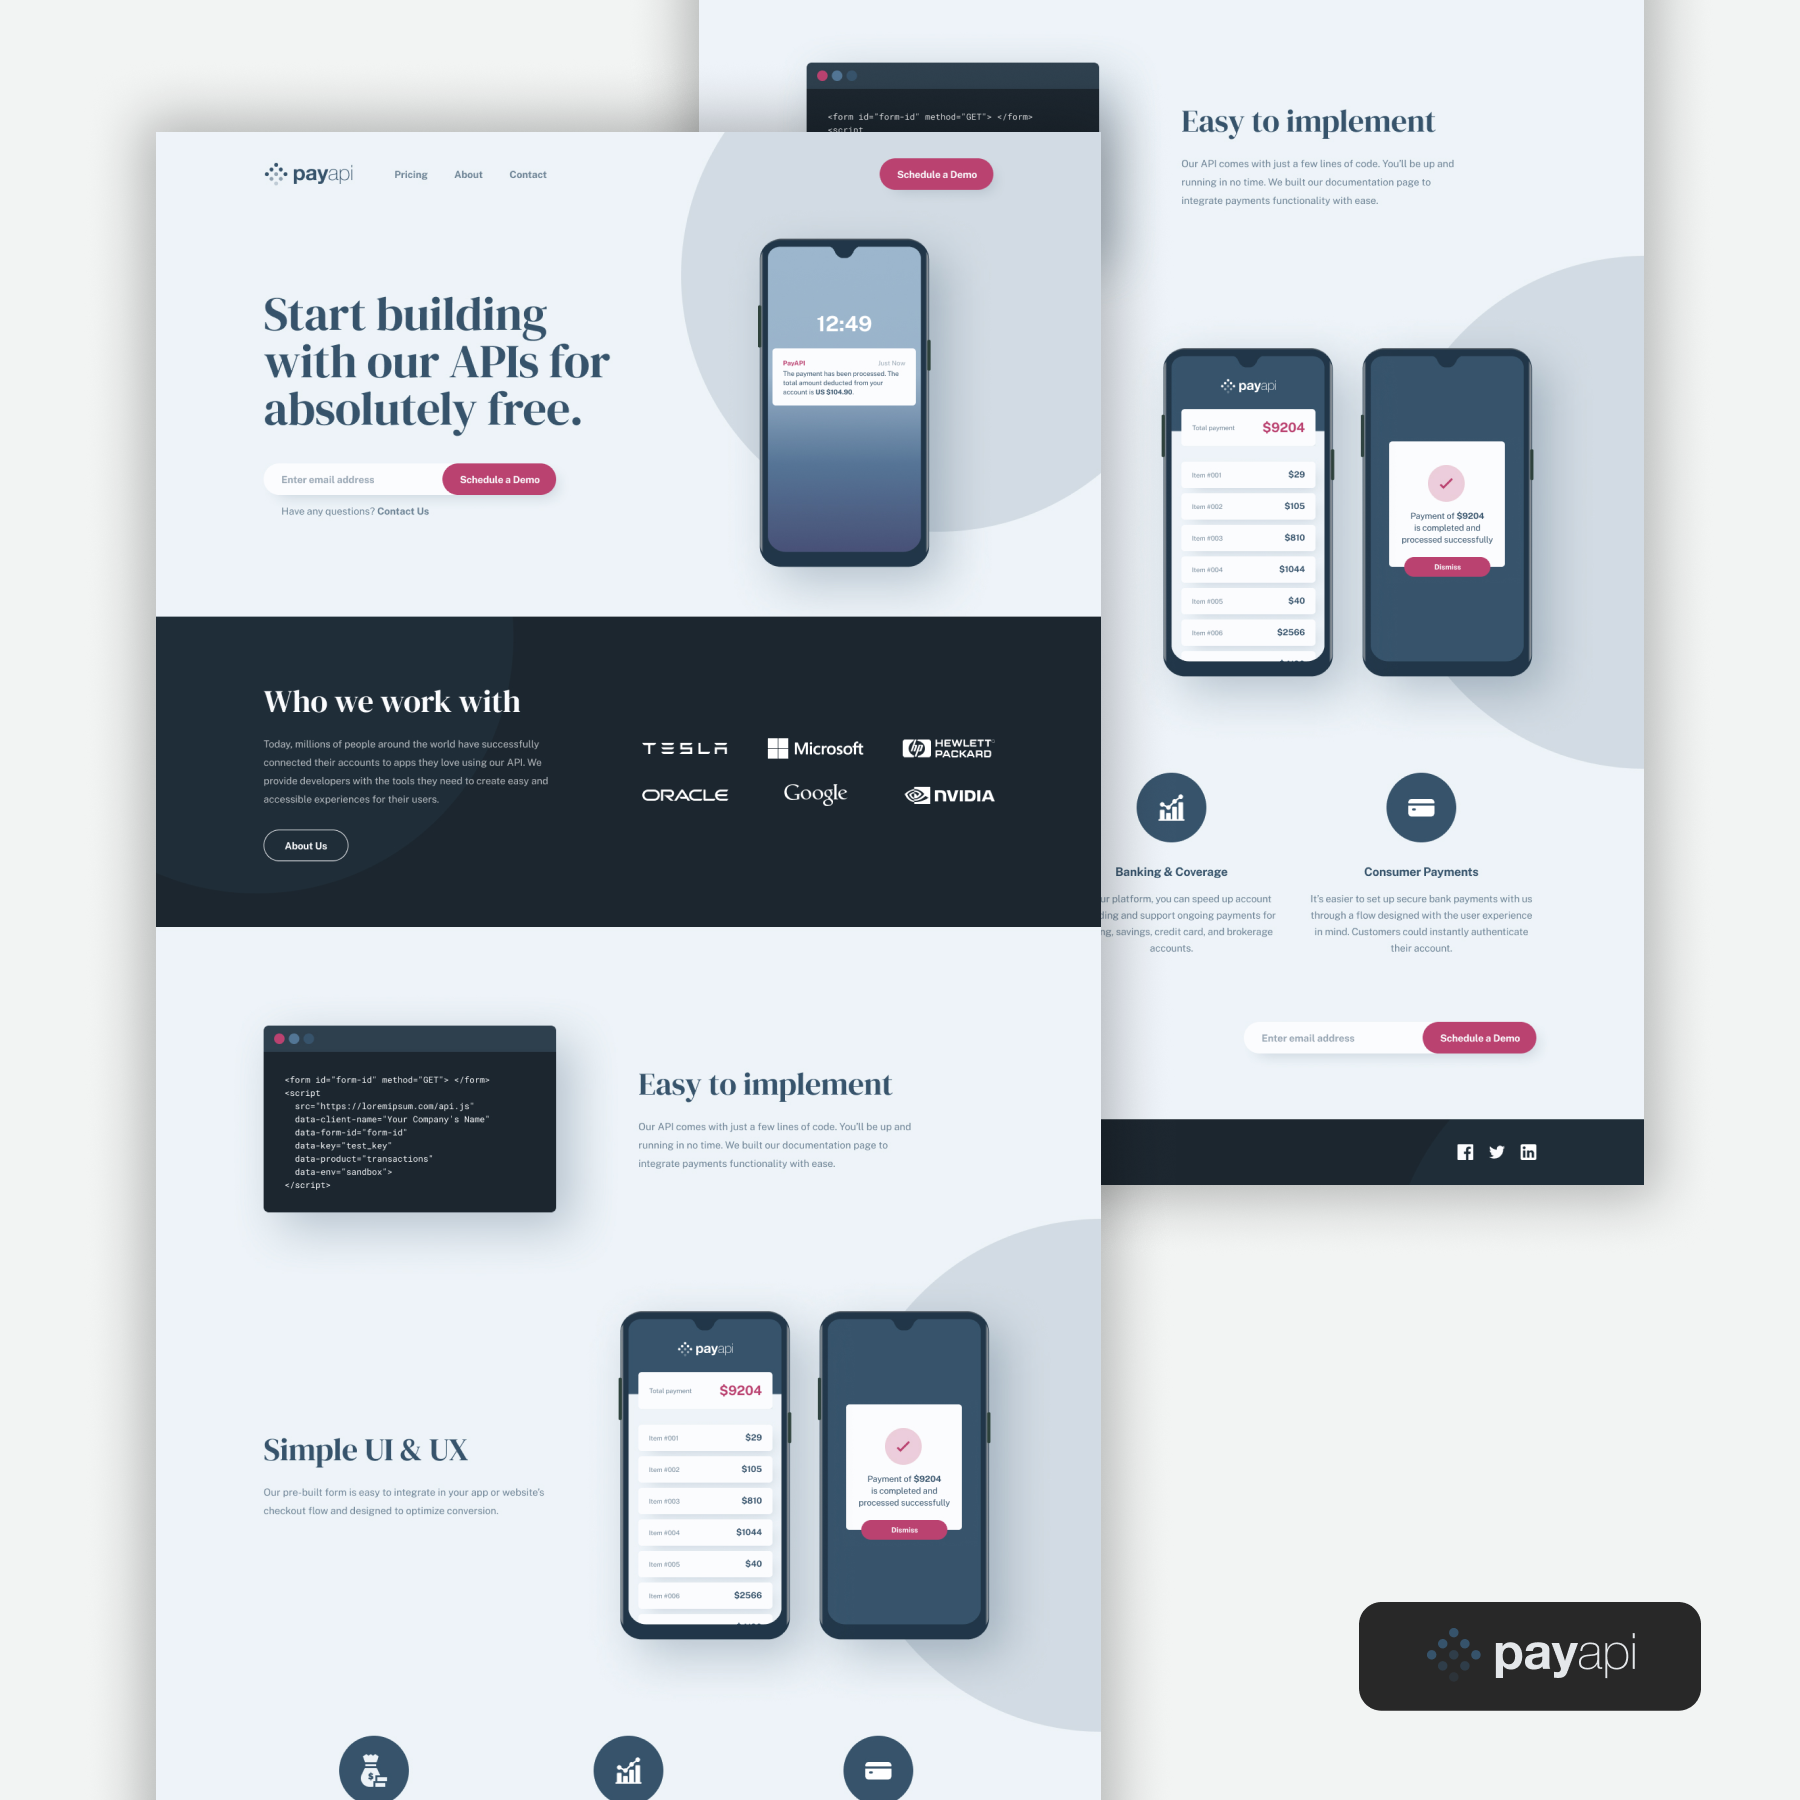 <form id="form-id" method="GET"> </form>
<script
Easy to implement
Our API comes with just a few lines of code. You'll be up and
running in no time. We built our documentation page to
integrate payments functionality with ease.
payapi
Total payment $9204
Item #001 $29
Item #002 $105
Item #003 $810
Item #004 $1044
Item #005 $40
Item #006 $2566
Payment of $9204
is completed and
processed successfully
Dismiss
Banking & Coverage
platform, you can speed up account
and support ongoing payments for
savings, credit card, and brokerage
accounts.
Consumer Payments
It's easier to set up secure bank payments with us
through a flow designed with the user experience
in mind. Customers could instantly authenticate
their account.
Enter email address Schedule a Demo
payapi Pricing About Contact Schedule a Demo
Start building
with our APIs for
absolutely free.
Enter email address Schedule a Demo
Have any questions? Contact Us
12:49
PayAPI Just Now
The payment has been processed. The
total amount deducted from your
account is US $104.90.
Who we work with
Today, millions of people around the world have successfully
connected their accounts to apps they love using our API. We
provide developers with the tools they need to create easy and
accessible experiences for their users.
About Us
TESLA Microsoft hp HEWLETT
PACKARD
ORACLE Google NVIDIA
<form id="form-id" method="GET"> </form>
<script
src="https://loremipsum.com/api.js"
data-client-name="Your Company's Name"
data-form-id="form-id"
data-key="test_key"
data-product="transactions"
data-env="sandbox">
</script>
Easy to implement
Our API comes with just a few lines of code. You'll be up and
running in no time. We built our documentation page to
integrate payments functionality with ease.
Simple UI & UX
Our pre-built form is easy to integrate in your app or website's
checkout flow and designed to optimize conversion.
payapi
Total payment $9204
Item #001 $29
Item #002 $105
Item #003 $810
Item #004 $1044
Item #005 $40
Item #006 $2566
Payment of $9204
is completed and
processed successfully
Dismiss
payapi